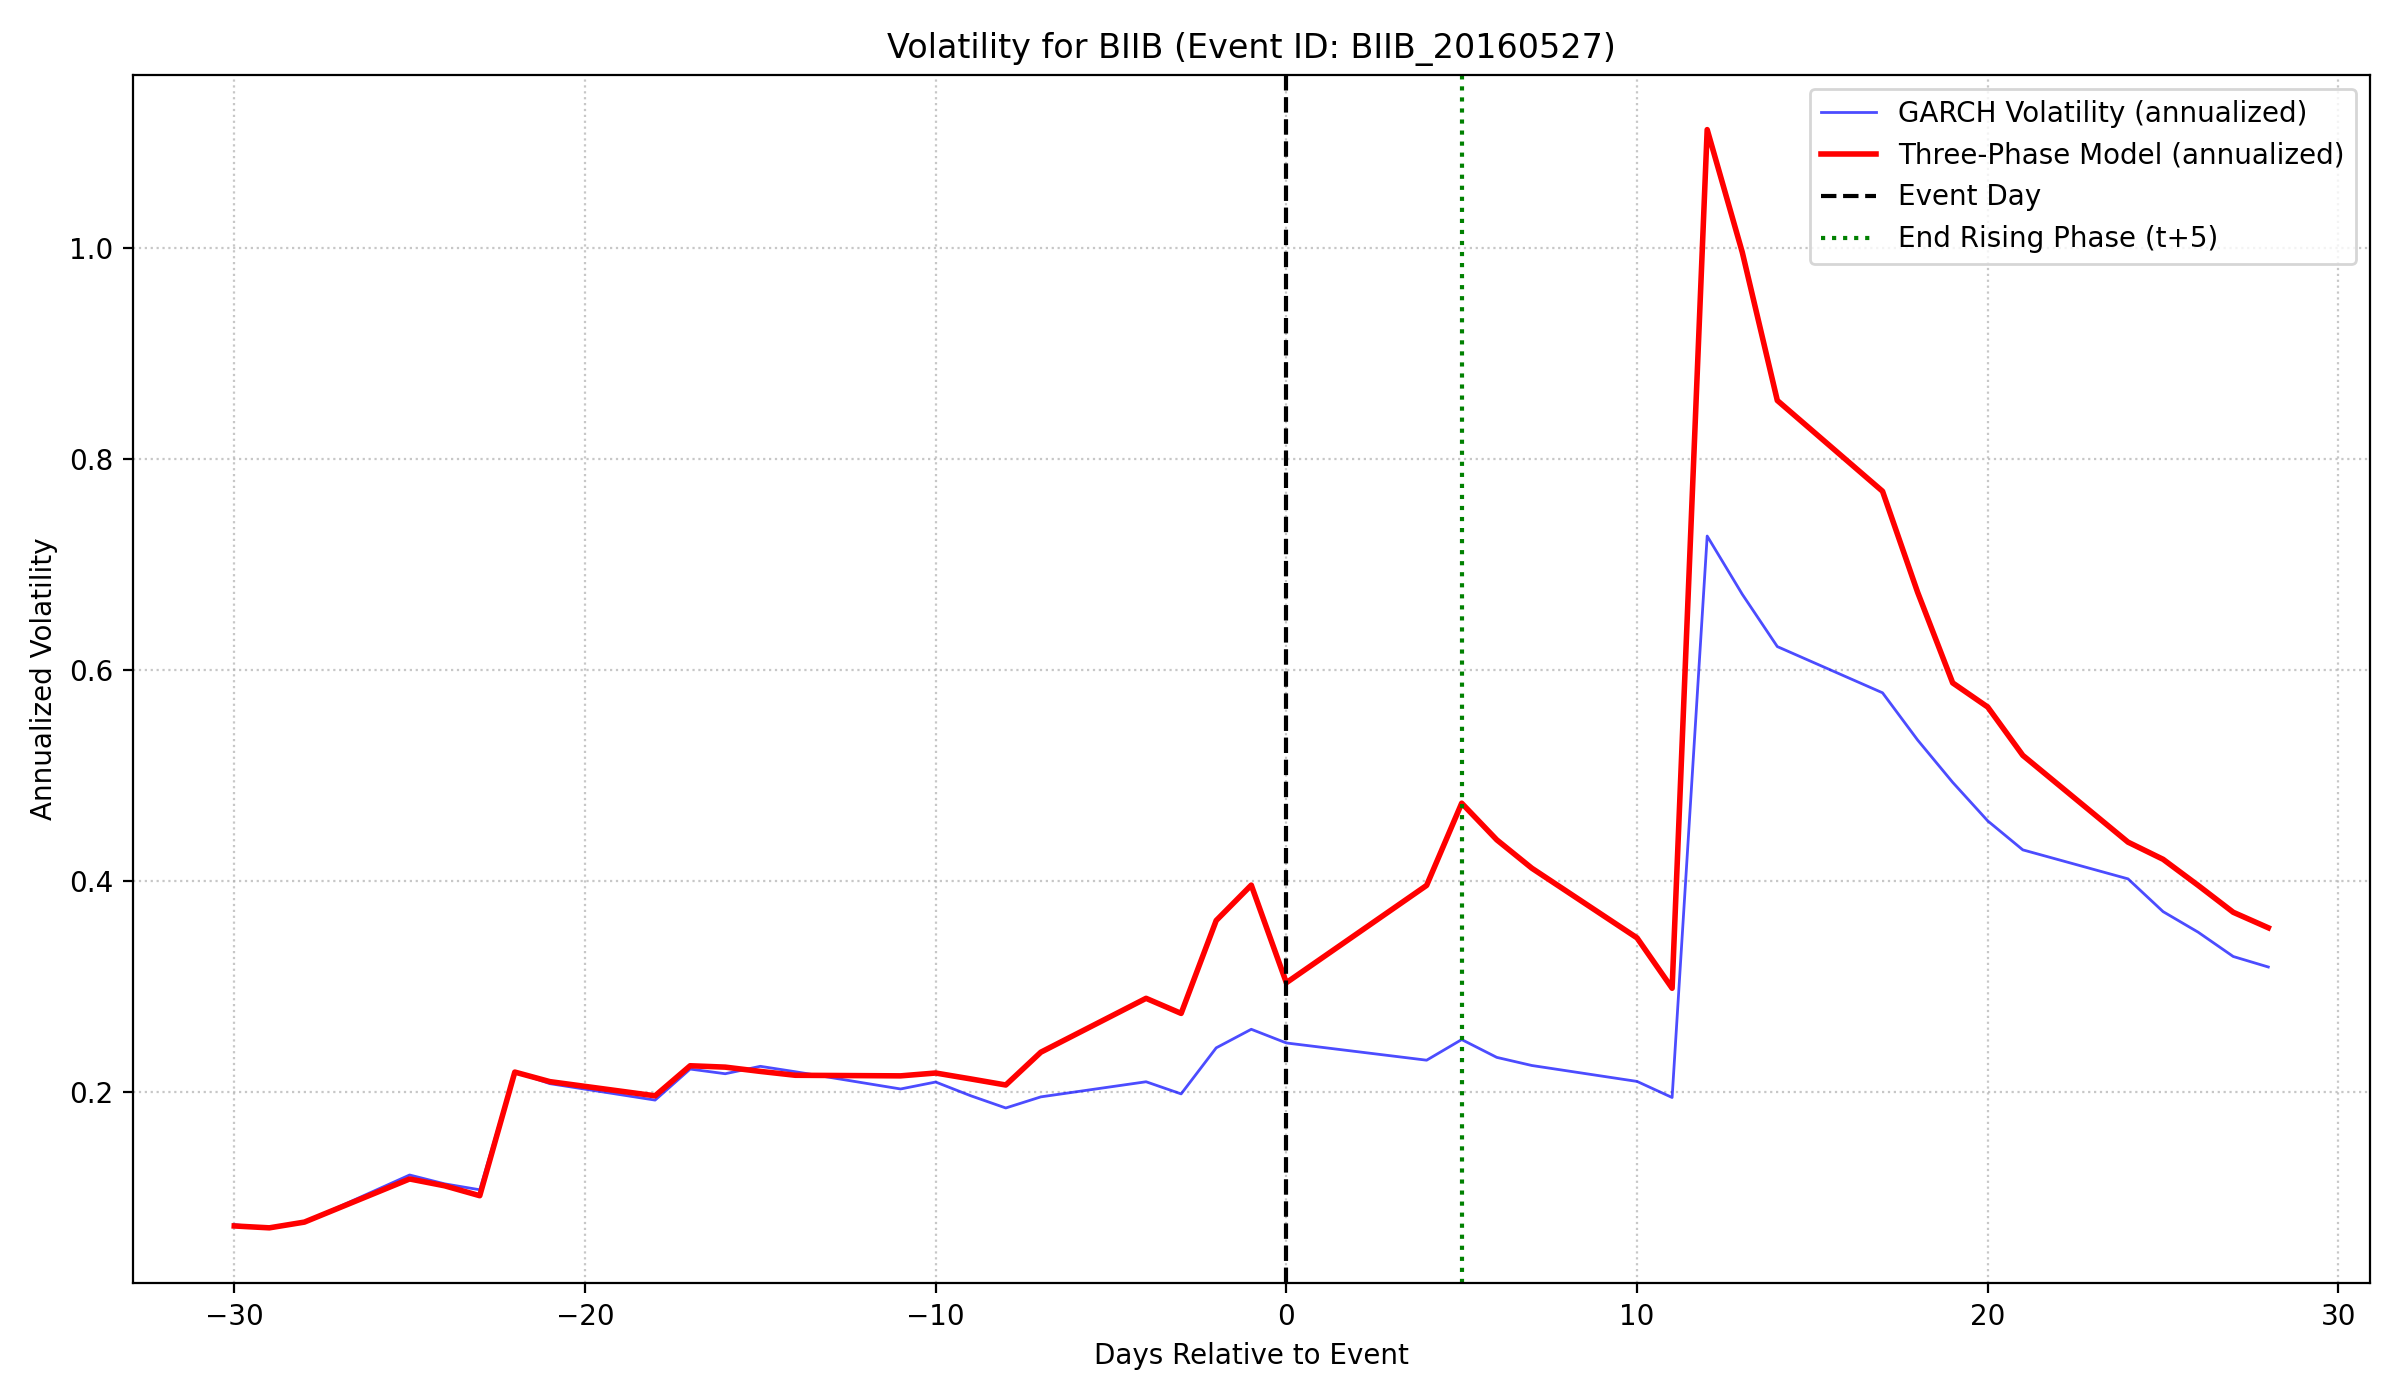 Volatility for BIIB (Event ID: BIIB_20160527)
GARCH Volatility (annualized)
Three-Phase Model (annualized)
Event Day
End Rising Phase (t+5)
Annualized Volatility
1.0
0.8
0.6
0.4
0.2
−30 −20 −10 0 10 20 30
Days Relative to Event